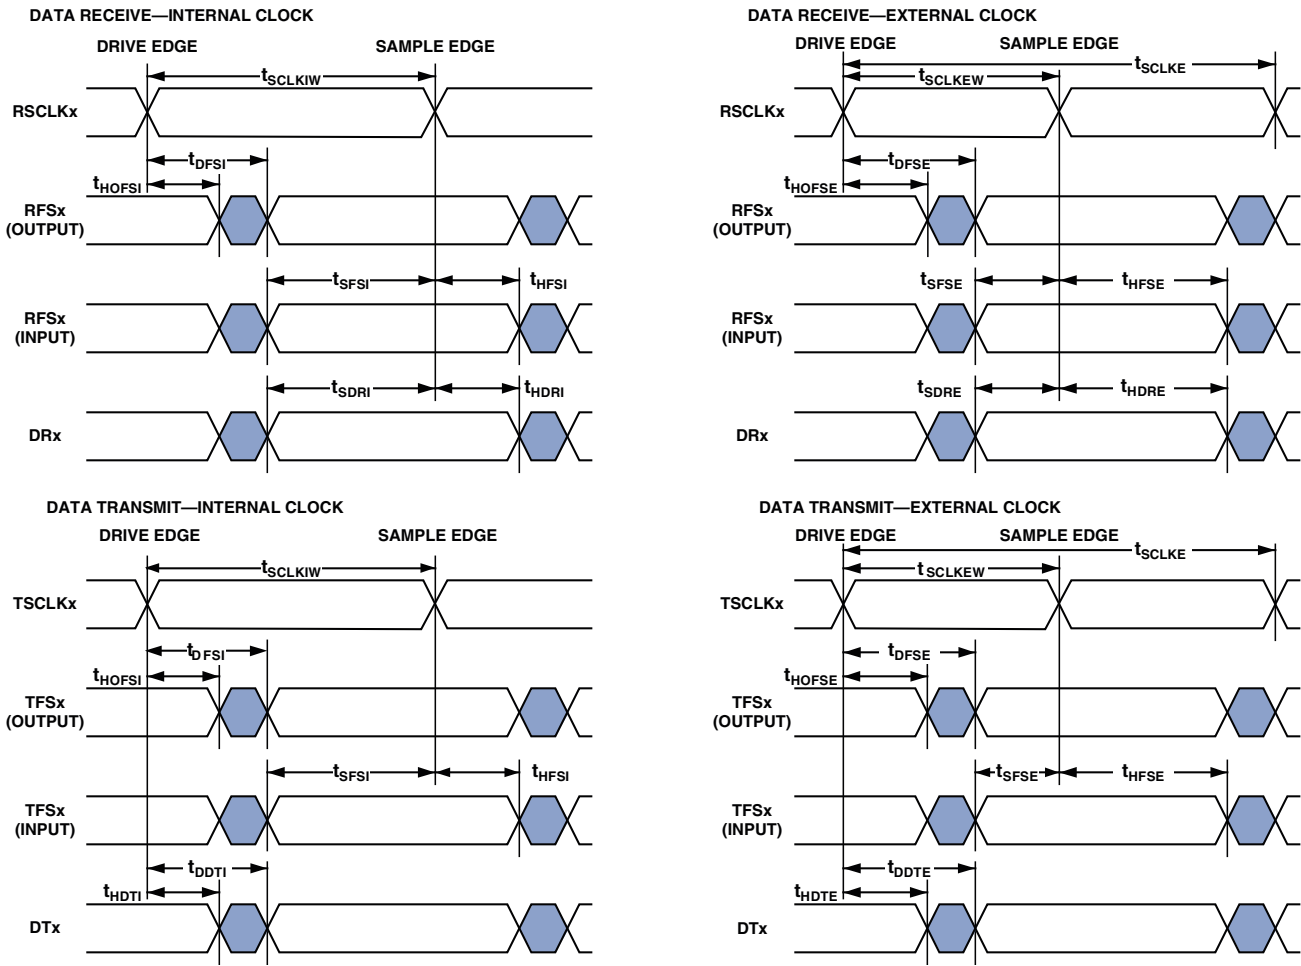 DATA RECEIVE—INTERNAL CLOCK
DRIVE EDGE
SAMPLE EDGE
tSCLKIW
RSCLKx
tDFSI
tHOFSI
RFSx
(OUTPUT)
tSFSI
tHFSI
RFSx
(INPUT)
tSDRI
tHDRI
DRx
DATA RECEIVE—EXTERNAL CLOCK
DRIVE EDGE
SAMPLE EDGE
tSCLKE
tSCLKEW
RSCLKx
tDFSE
tHOFSE
RFSx
(OUTPUT)
tSFSE
tHFSE
RFSx
(INPUT)
tSDRE
tHDRE
DRx
DATA TRANSMIT—INTERNAL CLOCK
DRIVE EDGE
SAMPLE EDGE
tSCLKIW
TSCLKx
tDFSI
tHOFSI
TFSx
(OUTPUT)
tSFSI
tHFSI
TFSx
(INPUT)
tDDTI
tHDTI
DTx
DATA TRANSMIT—EXTERNAL CLOCK
DRIVE EDGE
SAMPLE EDGE
tSCLKE
tSCLKEW
TSCLKx
tDFSE
tHOFSE
TFSx
(OUTPUT)
tSFSE
tHFSE
TFSx
(INPUT)
tDDTE
tHDTE
DTx